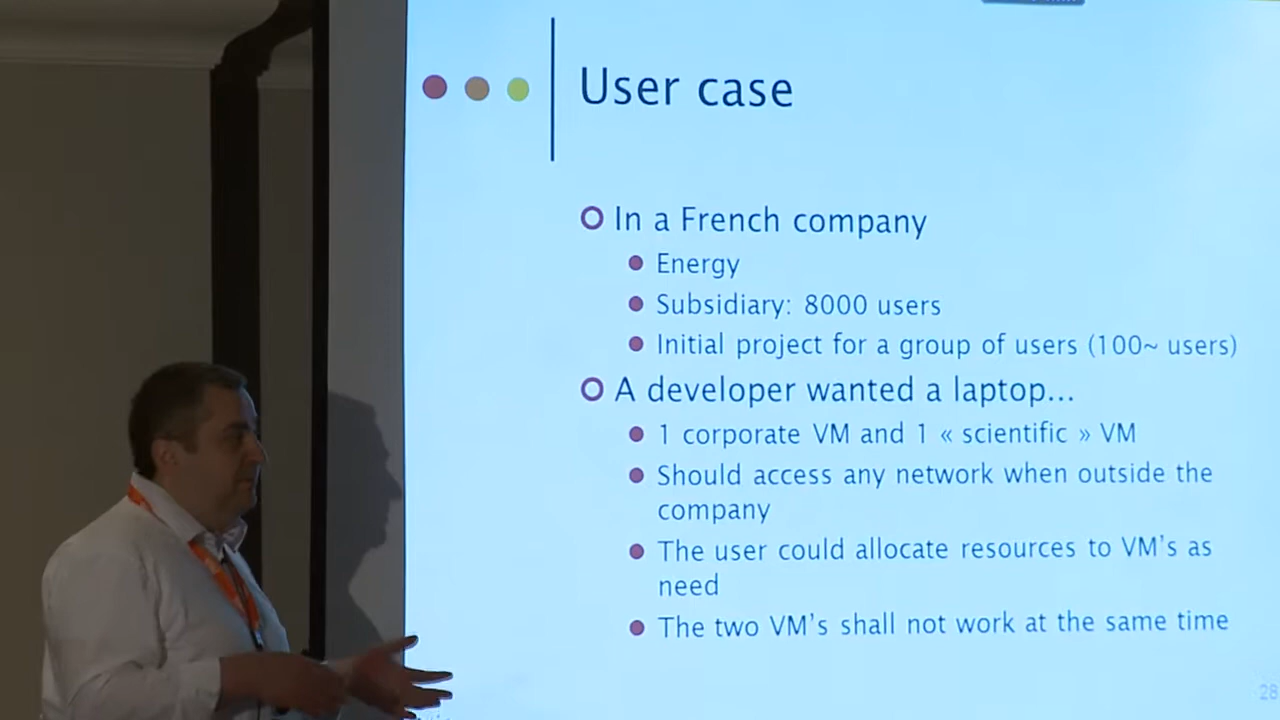 User case
In a French company
Energy
Subsidiary: 8000 users
Initial project for a group of users (100~ users)
A developer wanted a laptop...
1 corporate VM and 1 « scientific » VM
Should access any network when outside the
company
The user could allocate resources to VM's as
need
The two VM's shall not work at the same time
28